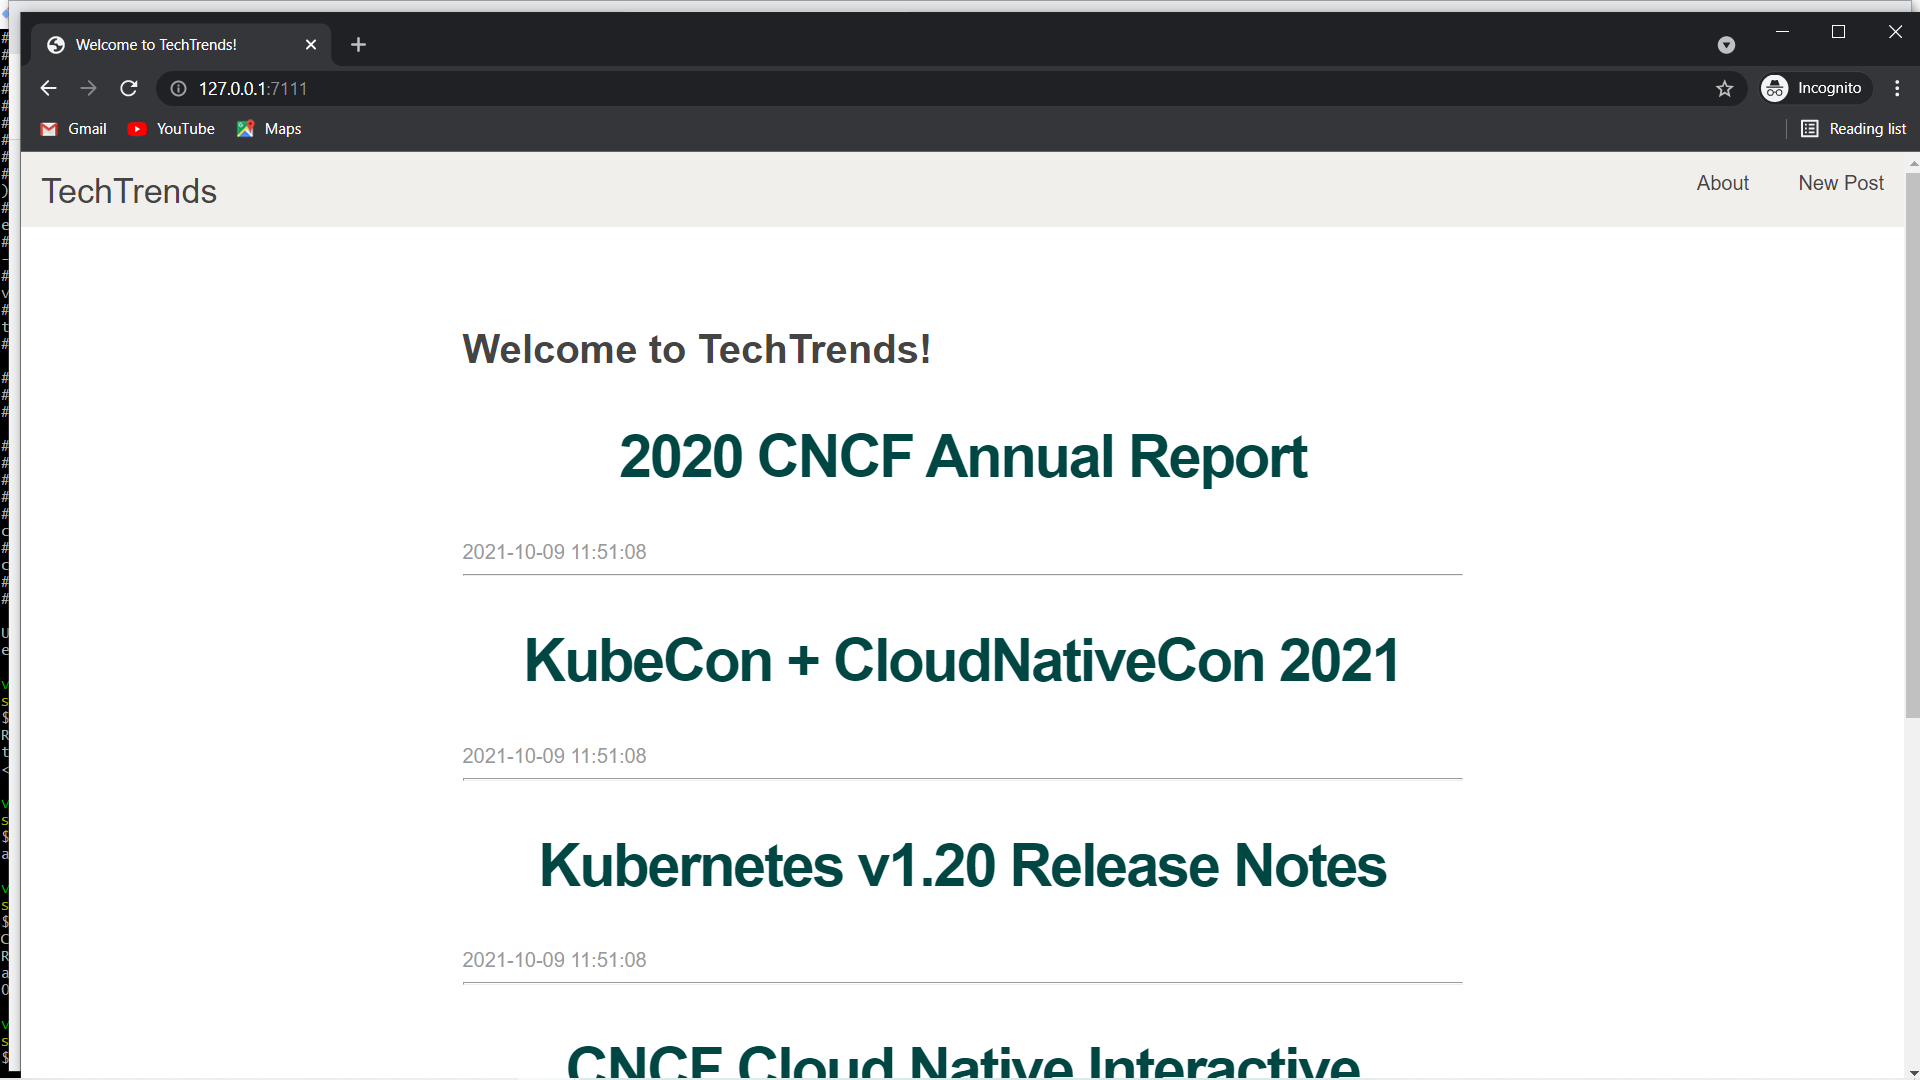 Welcome to TechTrends!
127.0.0.1:7111
Incognito
Gmail YouTube Maps Reading list
TechTrends About New Post
Welcome to TechTrends!
2020 CNCF Annual Report
2021-10-09 11:51:08
KubeCon + CloudNativeCon 2021
2021-10-09 11:51:08
Kubernetes v1.20 Release Notes
2021-10-09 11:51:08
CNCF Cloud Native Interactive